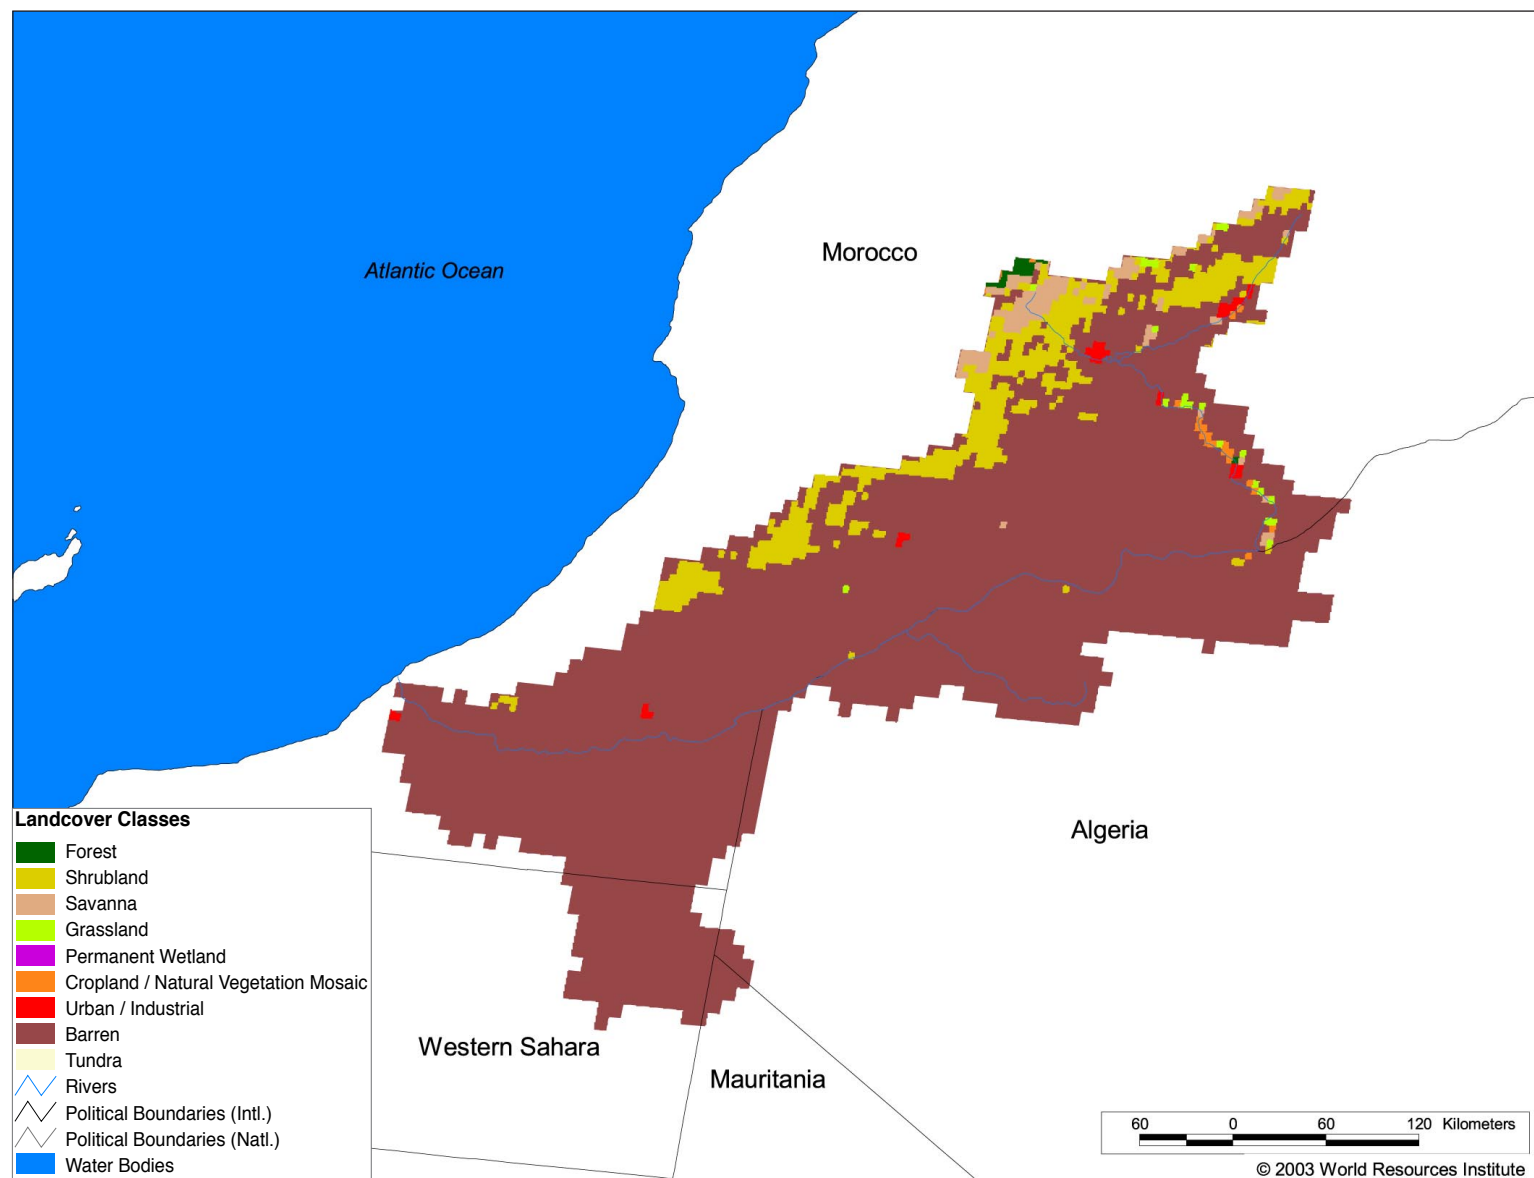 Morocco
Atlantic Ocean
Algeria
Western Sahara
Mauritania
Landcover Classes
Forest
Shrubland
Savanna
Grassland
Permanent Wetland
Cropland / Natural Vegetation Mosaic
Urban / Industrial
Barren
Tundra
Rivers
Political Boundaries (Intl.)
Political Boundaries (Natl.)
Water Bodies
60 0 60 120 Kilometers
© 2003 World Resources Institute